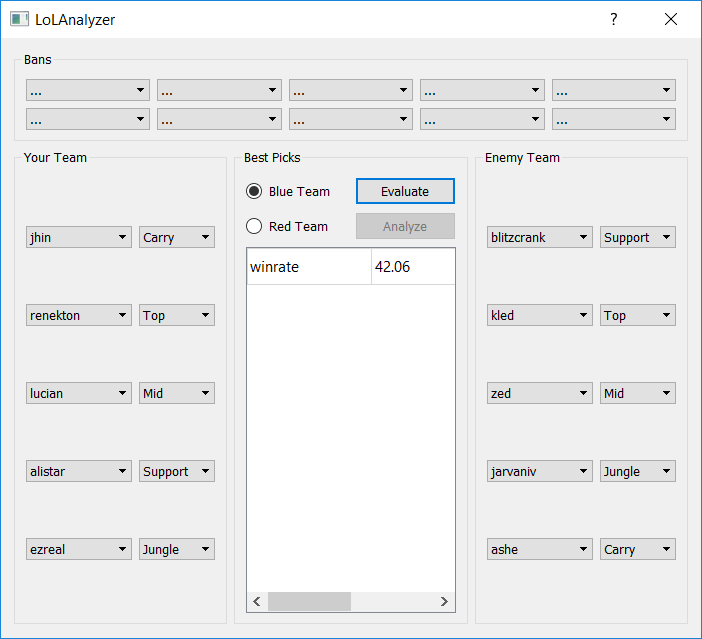 LoLAnalyzer ?
Bans
... ... ... ... ...
... ... ... ... ...
Your Team
jhin Carry
renekton Top
lucian Mid
alistar Support
ezreal Jungle
Best Picks
Blue Team Evaluate
Red Team Analyze
winrate 42.06
Enemy Team
blitzcrank Support
kled Top
zed Mid
jarvaniv Jungle
ashe Carry